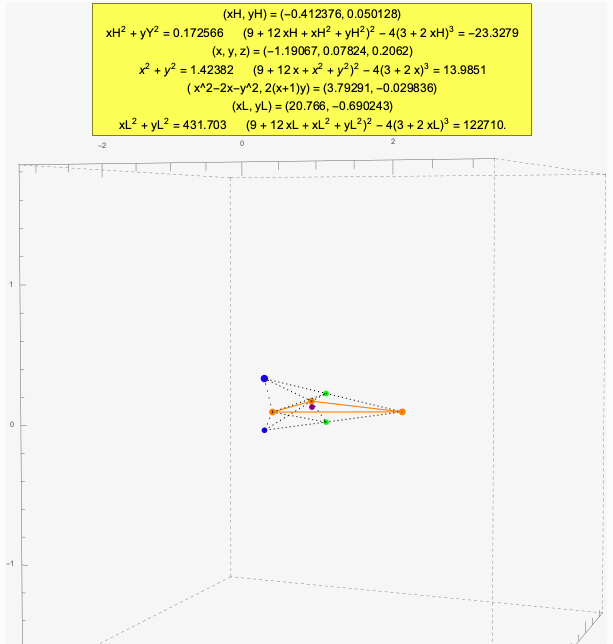 (xH, yH) = (−0.412376, 0.050128)
xH² + yY² = 0.172566 (9 + 12 xH + xH² + yH²)² − 4(3 + 2 xH)³ = −23.3279
(x, y, z) = (−1.19067, 0.07824, 0.2062)
x² + y² = 1.42382 (9 + 12 x + x² + y²)² − 4(3 + 2 x)³ = 13.9851
( x^2−2x−y^2, 2(x+1)y) = (3.79291, −0.029836)
(xL, yL) = (20.766, −0.690243)
xL² + yL² = 431.703 (9 + 12 xL + xL² + yL²)² − 4(3 + 2 xL)³ = 122710.
−2 0 2
1
0
−1